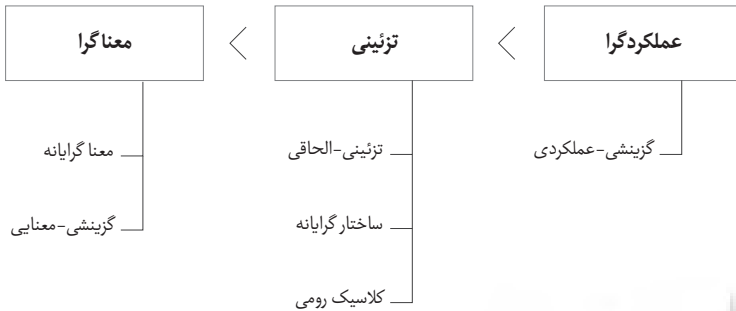 عملکردگرا
تزئینی
معناگرا
گزینشی-عملکردی
تزئینی-الحاقی
ساختارگرایانه
کلاسیک رومی
معناگرایانه
گزینشی-معنایی